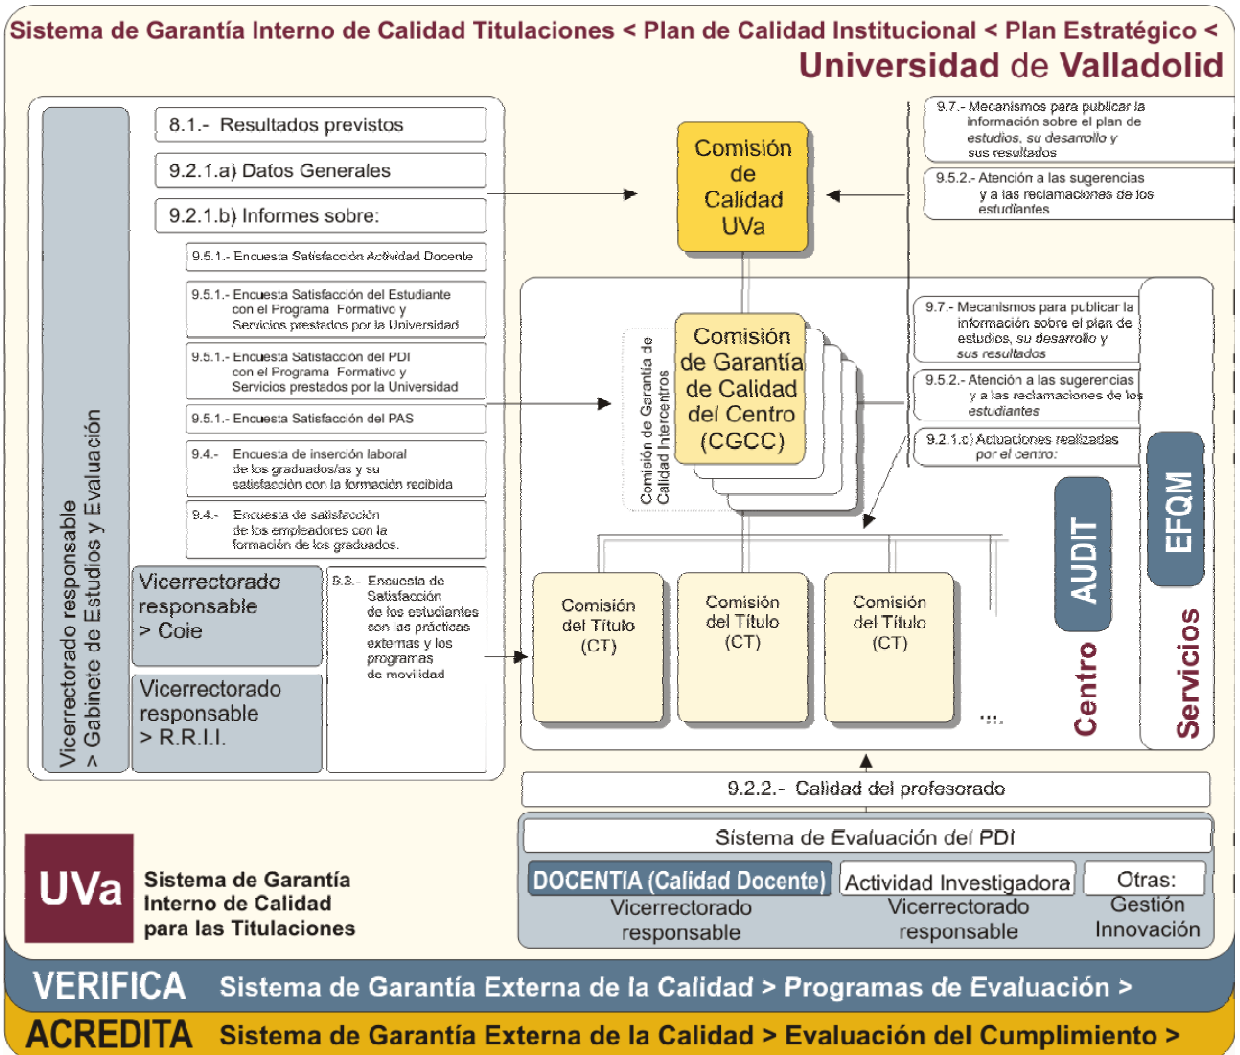 Sistema de Garantía Interno de Calidad Titulaciones < Plan de Calidad Institucional < Plan Estratégico <
Universidad de Valladolid
Vicerrectorado responsable
> Gabinete de Estudios y Evaluación
8.1.- Resultados previstos
9.2.1.a) Datos Generales
9.2.1.b) Informes sobre:
9.5.1.- Encuesta Satisfacción Actividad Docente
9.5.1.- Encuesta Satisfacción del Estudiante
con el Programa Formativo y
Servicios prestados por la Universidad
9.5.1.- Encuesta Satisfacción del PDI
con el Programa Formativo y
Servicios prestados por la Universidad
9.5.1.- Encuesta Satisfacción del PAS
9.4.- Encuesta de inserción laboral
de los graduados/as y su
satisfacción con la formación recibida
9.4.- Encuesta de satisfacción
de los empleadores con la
formación de los graduados.
Vicerrectorado
responsable
> Coie
Vicerrectorado
responsable
> R.R.I.I.
9.3.- Encuesta de
Satisfacción
de los estudiantes
con las prácticas
externas y los
programas
de movilidad
Comisión
de
Calidad
UVa
9.7.- Mecanismos para publicar la
información sobre el plan de
estudios, su desarrollo y
sus resultados
9.5.2.- Atención a las sugerencias
y a las reclamaciones de los
estudiantes
Comisión de Garantía de
Calidad Intercentros
Comisión
de Garantía
de Calidad
del Centro
(CGCC)
9.7.- Mecanismos para publicar la
información sobre el plan de
estudios, su desarrollo y
sus resultados
9.5.2.- Atención a las sugerencias
y a las reclamaciones de los
estudiantes
9.2.1.c) Actuaciones realizadas
por el centro:
Comisión
del Título
(CT)
Comisión
del Título
(CT)
Comisión
del Título
(CT)
...
AUDIT
Centro
EFQM
Servicios
9.2.2.- Calidad del profesorado
Sistema de Evaluación del PDI
DOCENTIA (Calidad Docente)
Vicerrectorado
responsable
Actividad Investigadora
Vicerrectorado
responsable
Otras:
Gestión
Innovación
UVa
Sistema de Garantía
Interno de Calidad
para las Titulaciones
VERIFICA Sistema de Garantía Externa de la Calidad > Programas de Evaluación >
ACREDITA Sistema de Garantía Externa de la Calidad > Evaluación del Cumplimiento >